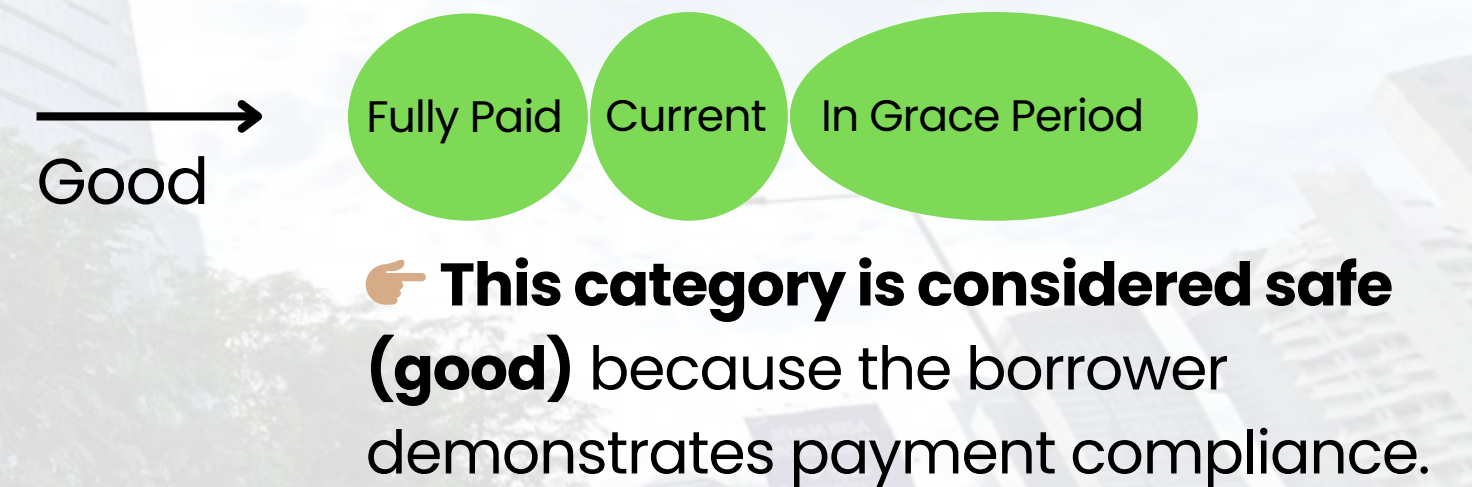 Fully Paid Current In Grace Period
Good
👉🏽 This category is considered safe
(good) because the borrower
demonstrates payment compliance.